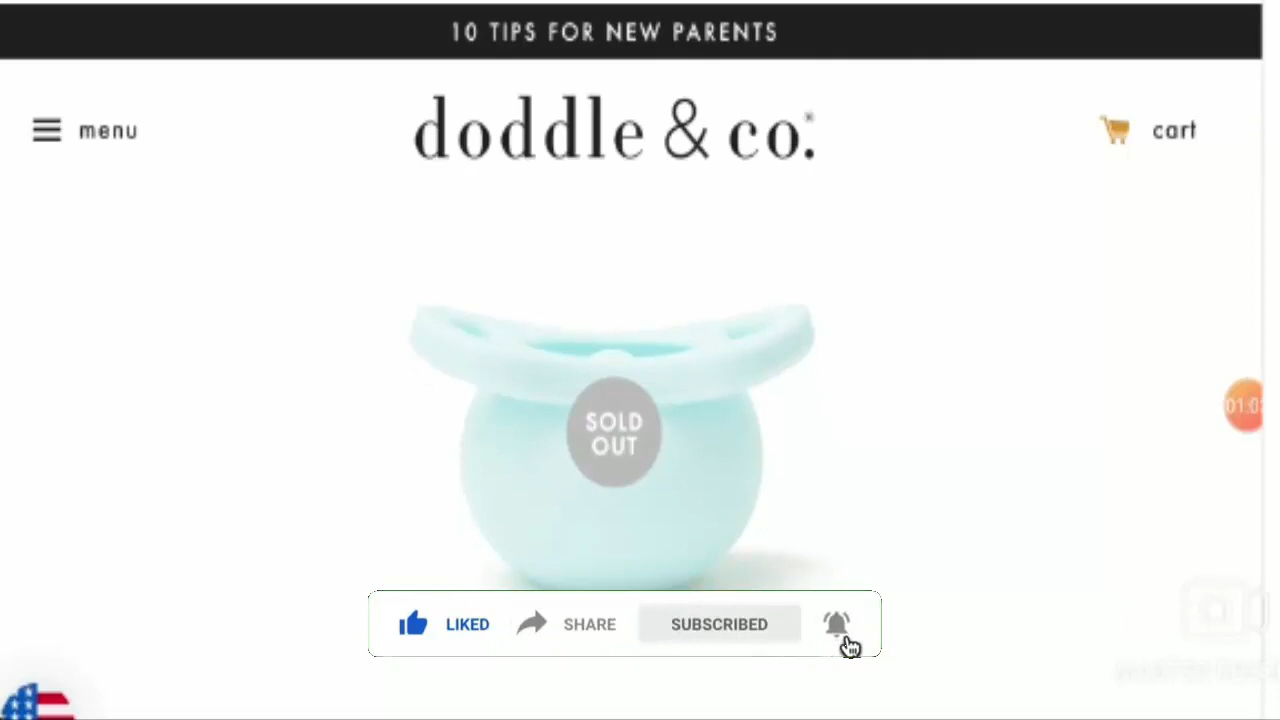 10 TIPS FOR NEW PARENTS
menu
doddle & co.®
cart
SOLD
OUT
LIKED
SHARE
SUBSCRIBED